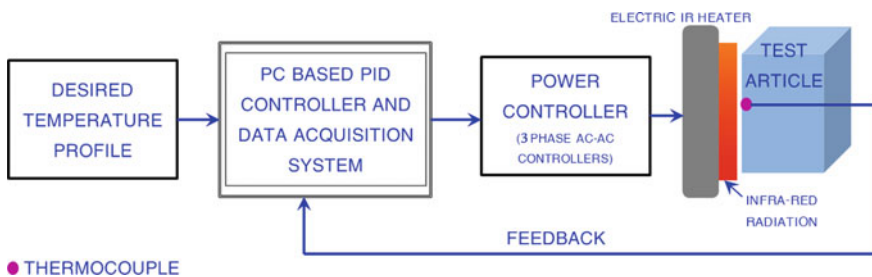 DESIRED
TEMPERATURE
PROFILE
PC BASED PID
CONTROLLER AND
DATA ACQUISITION
SYSTEM
POWER
CONTROLLER
(3 PHASE AC-AC
CONTROLLERS)
ELECTRIC IR HEATER
TEST
ARTICLE
INFRA-RED
RADIATION
FEEDBACK
THERMOCOUPLE